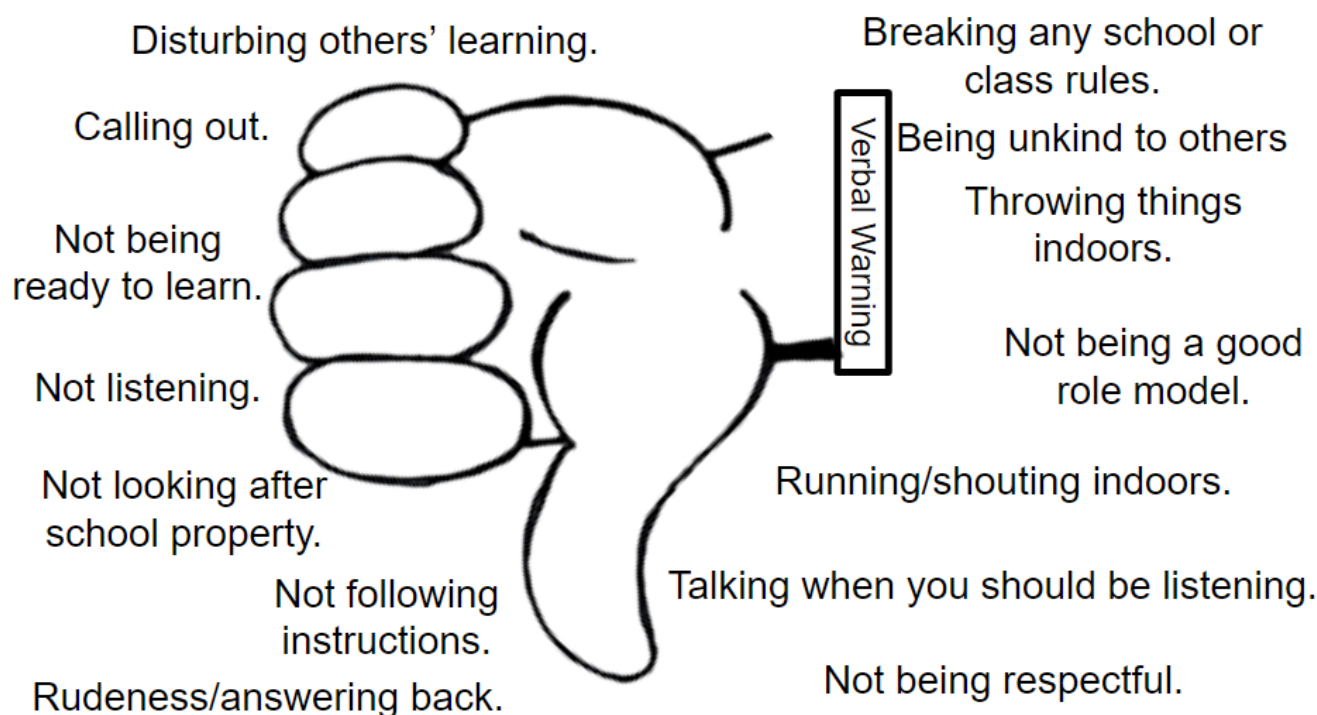 Disturbing others’ learning.
Breaking any school or
class rules.
Calling out.
Being unkind to others
Verbal Warning
Throwing things
indoors.
Not being
ready to learn.
Not being a good
role model.
Not listening.
Running/shouting indoors.
Not looking after
school property.
Talking when you should be listening.
Not following
instructions.
Not being respectful.
Rudeness/answering back.